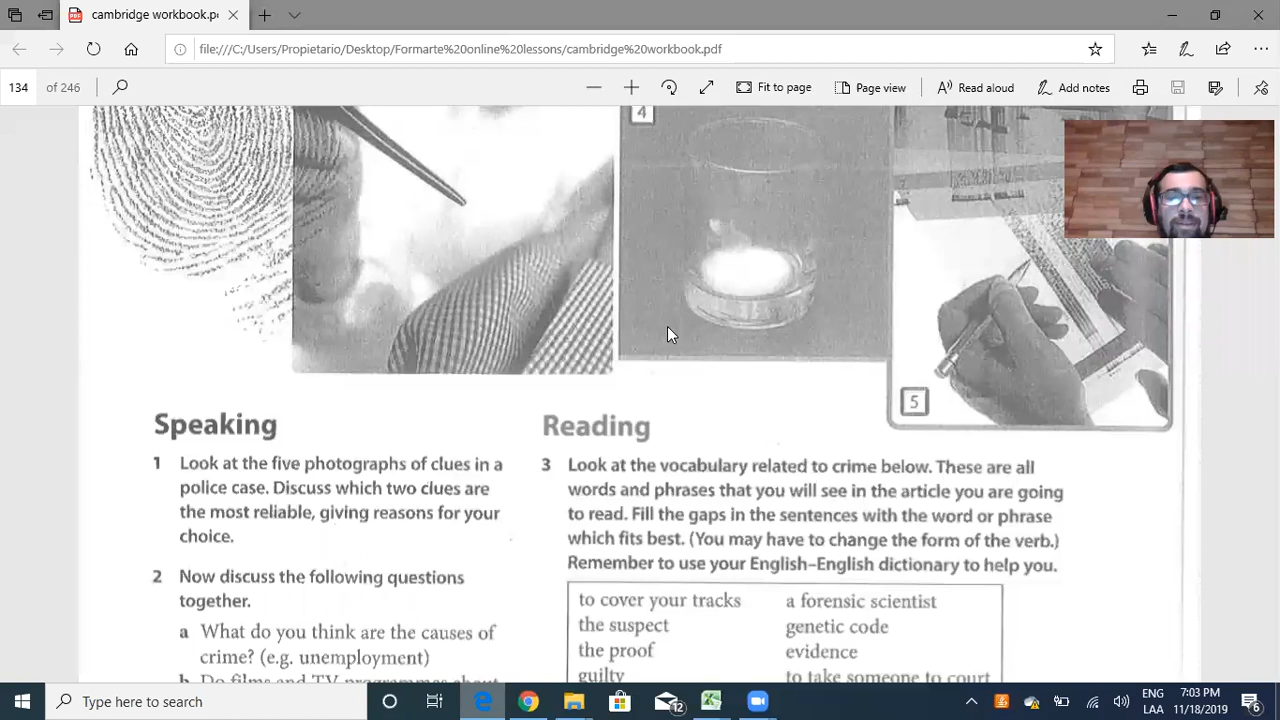 cambridge workbook.p
file:///C:/Users/Propietario/Desktop/Formarte%20online%20lessons/cambridge%20workbook.pdf
134 of 246
Fit to page
Page view
Read aloud
Add notes
4
5
Speaking
1 Look at the five photographs of clues in a
police case. Discuss which two clues are
the most reliable, giving reasons for your
choice.
2 Now discuss the following questions
together.
a What do you think are the causes of
crime? (e.g. unemployment)
b Do films and TV programmes about
Reading
3 Look at the vocabulary related to crime below. These are all
words and phrases that you will see in the article you are going
to read. Fill the gaps in the sentences with the word or phrase
which fits best. (You may have to change the form of the verb.)
Remember to use your English–English dictionary to help you.
to cover your tracks
the suspect
the proof
guilty
a forensic scientist
genetic code
evidence
to take someone to court
Type here to search
12
ENG
LAA
7:03 PM
11/18/2019
6